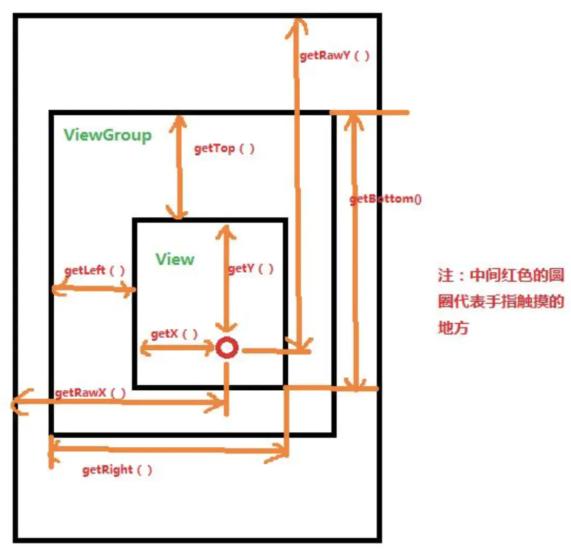 getRawY ( )
ViewGroup
getTop ( )
getBottom()
View
getLeft ( )
getY ( )
注：中间红色的圆
圈代表手指触摸的
地方
getX ( )
getRawX ( )
getRight ( )